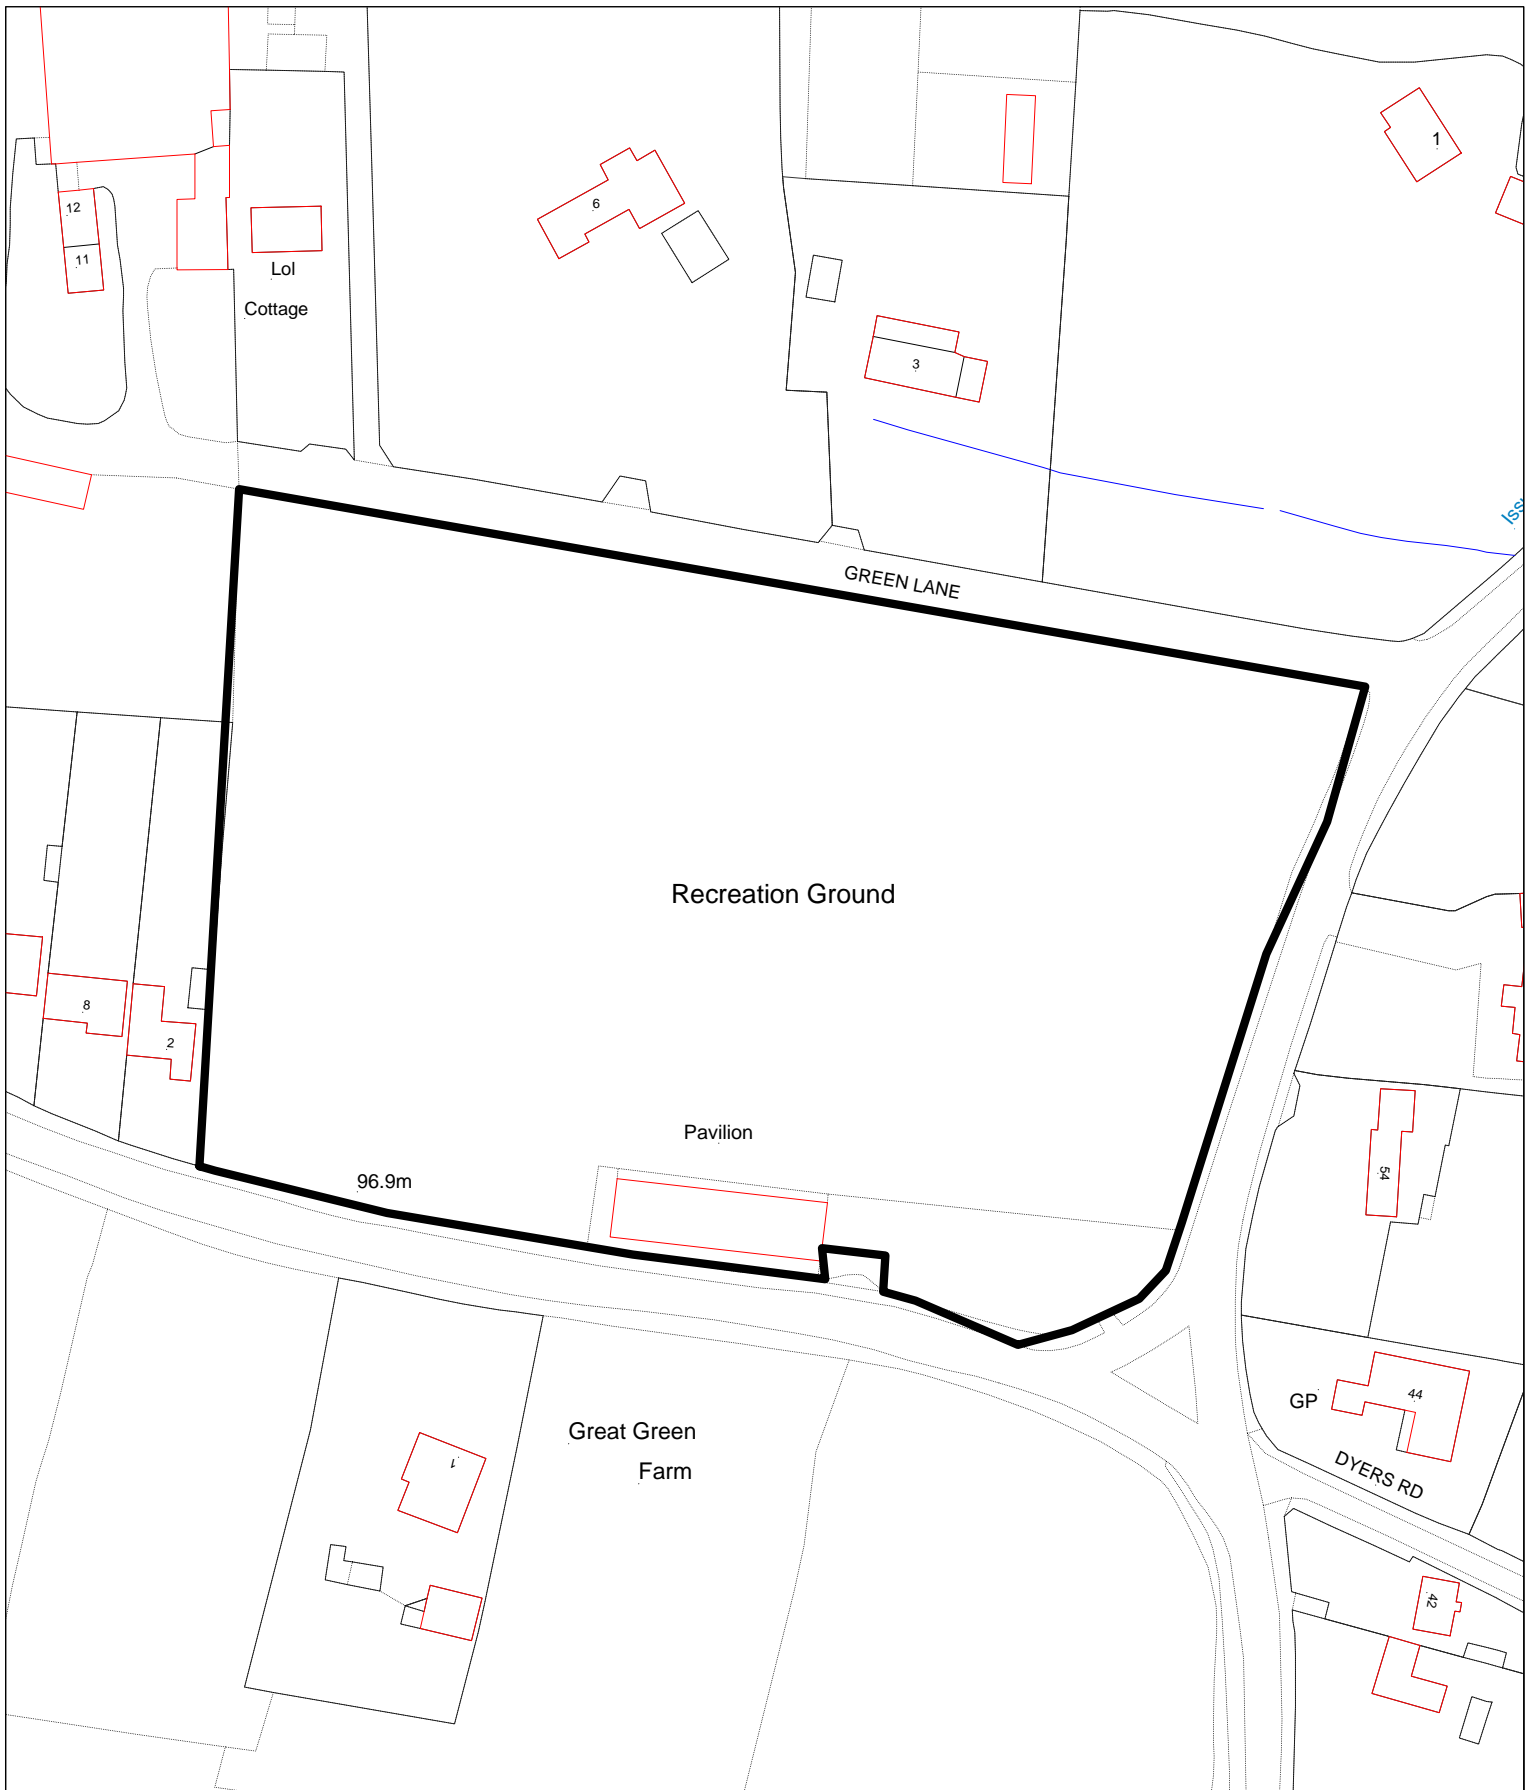 1
12
6
11
Lol
Cottage
3
GREEN LANE
Recreation Ground
8
2
Pavilion
96.9m
54
GP
44
Great Green
Farm
1
DYERS RD
42